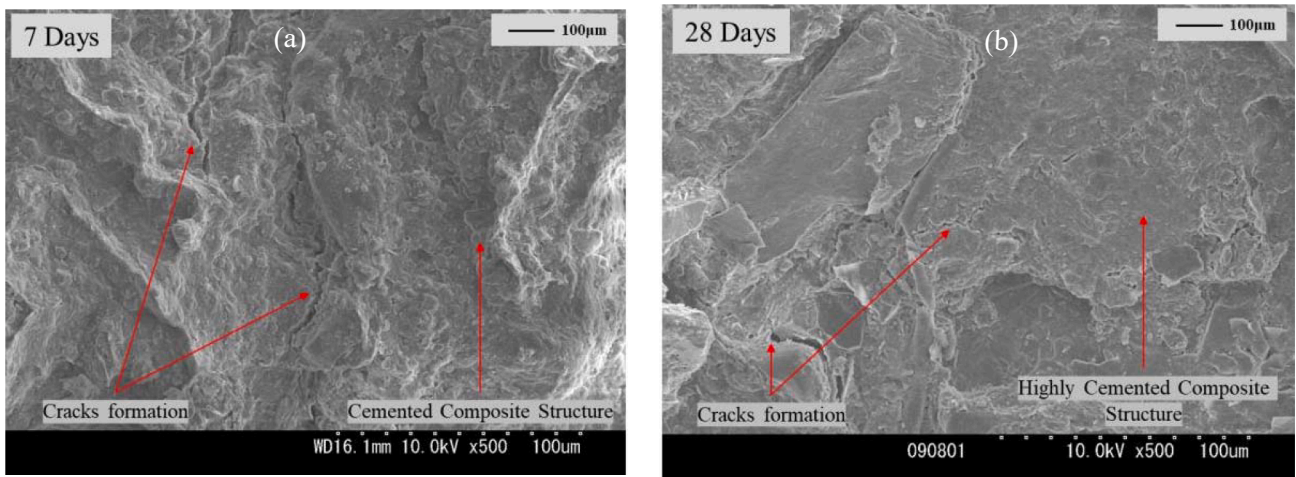 7 Days
(a)
100μm
Cracks formation
Cemented Composite Structure
WD16.1mm 10.0kV x500 100um
28 Days
(b)
100μm
Cracks formation
Highly Cemented Composite
Structure
090801 10.0kV x500 100um